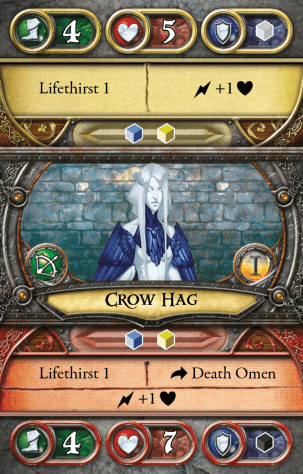 4 5
Lifethirst 1 +1
CROW HAG
I
Lifethirst 1 Death Omen
+1
4 7